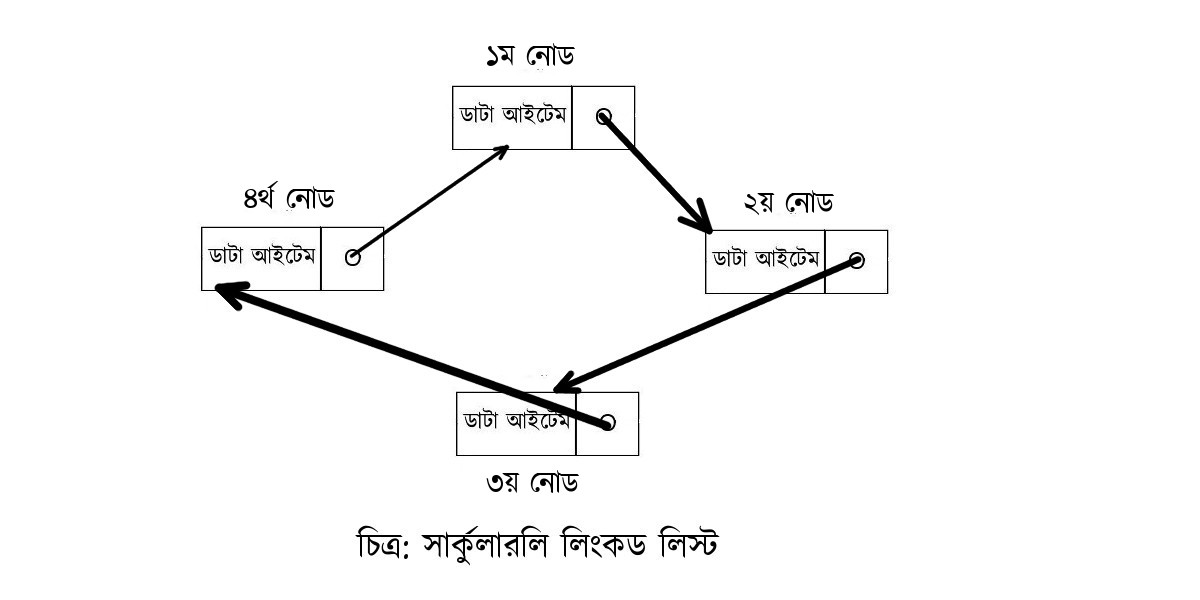 ১ম নোড
ডাটা আইটেম
৪র্থ নোড
২য় নোড
ডাটা আইটেম
ডাটা আইটেম
ডাটা আইটেম
৩য় নোড
চিত্র: সার্কুলারলি লিংকড লিস্ট